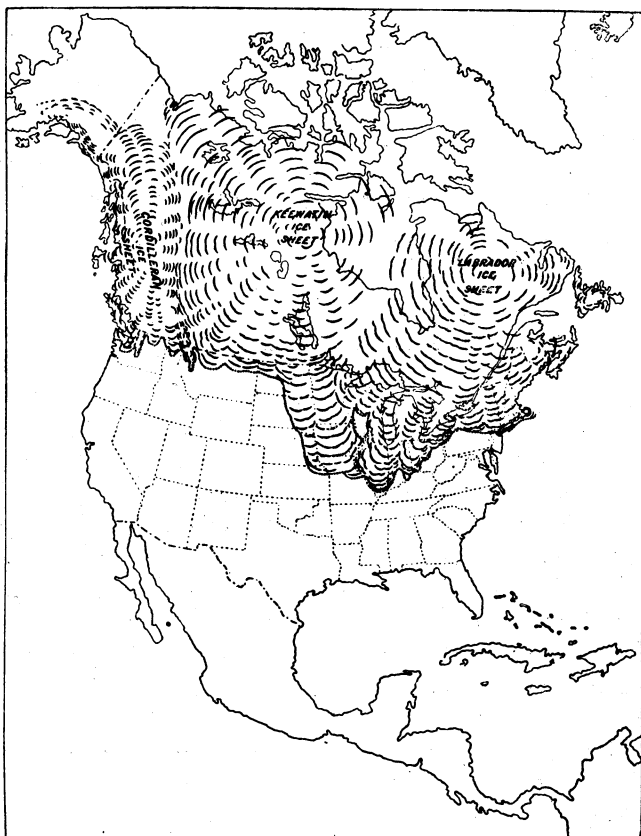 KEEWATIN
ICE
SHEET
LABRADOR
ICE
SHEET
CORDILLERAN
ICE
SHEET